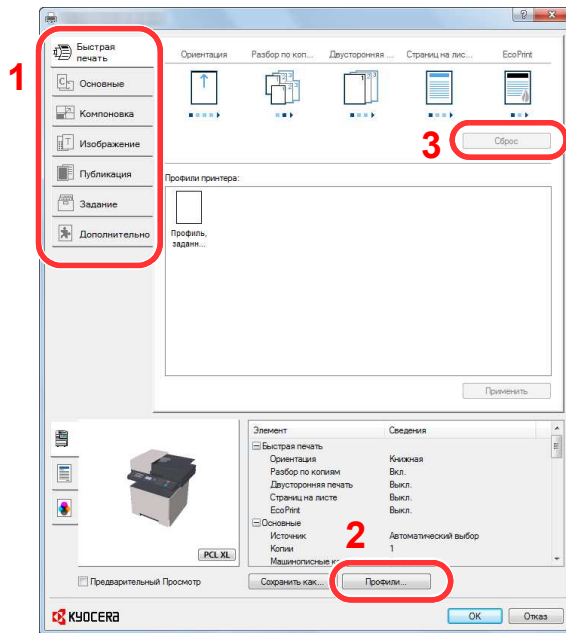 1
Быстрая
печать
Основные
Компоновка
Изображение
Публикация
Задание
Дополнительно
Ориентация Разбор по коп... Двусторонняя ... Страниц на лис... EcoPrint
3
Сброс
Профили принтера:
Профиль,
заданн...
Применить
Элемент Сведения
Быстрая печать
Ориентация Книжная
Разбор по копиям Вкл.
Двусторонняя печать Выкл.
Страниц на листе Выкл.
EcoPrint Выкл.
Основные
Источник Автоматический выбор
Копии 1
Машинописные
2
PCL XL
Предварительный Просмотр
Сохранить как...
Профили...
KYOCERA
OK
Отказ